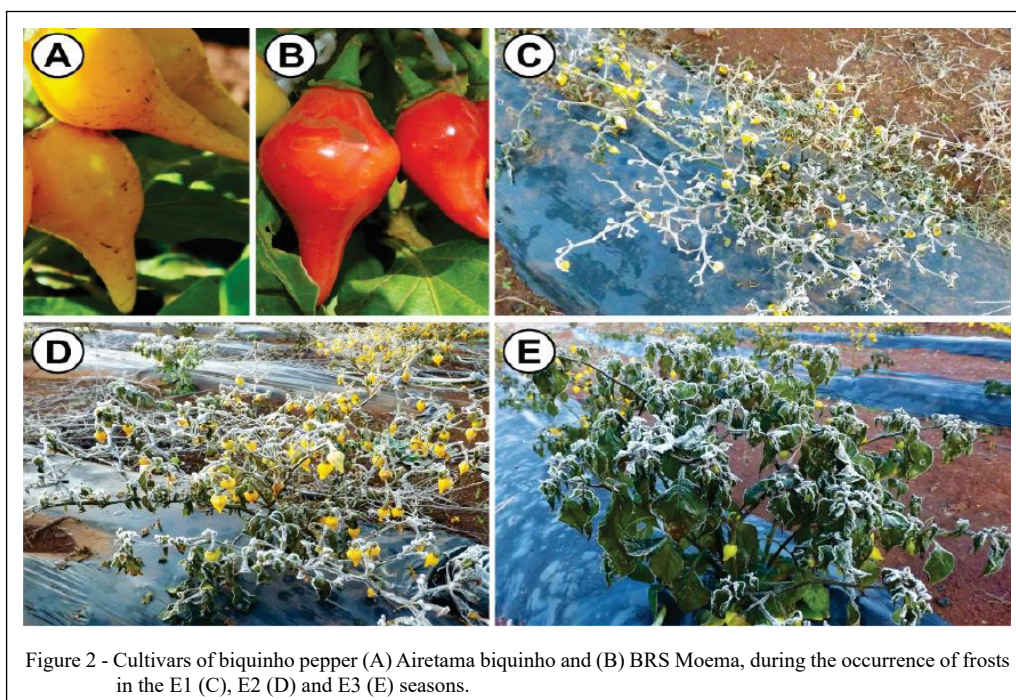 A
B
C
D
E
Figure 2 - Cultivars of biquinho pepper (A) Airetama biquinho and (B) BRS Moema, during the occurrence of frosts
in the E1 (C), E2 (D) and E3 (E) seasons.